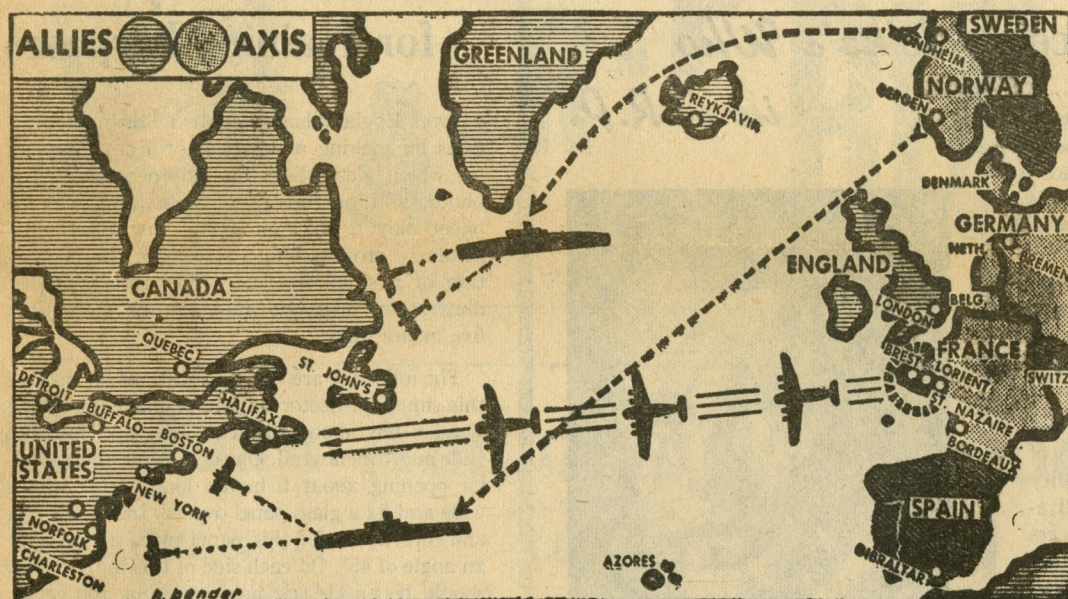 ALLIES AXIS
GREENLAND
SWEDEN
NORWAY
BERGEN
REYKJAVIK
DENMARK
GERMANY
NETH.
BREMEN
ENGLAND
BELG.
LONDON
CANADA
QUEBEC
ST. JOHN'S
BREST
LORIENT
FRANCE
SWITZ
ST. NAZAIRE
BORDEAUX
DETROIT
BUFFALO
BOSTON
HALIFAX
UNITED
STATES
NEW YORK
NORFOLK
CHARLESTON
SPAIN
GIBRALTAR
AZORES